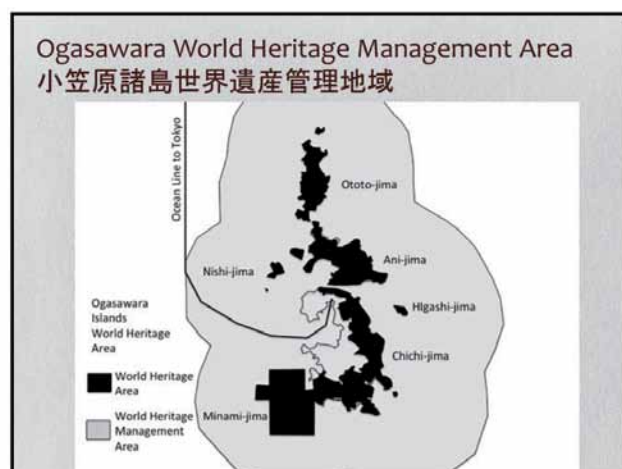 Ogasawara World Heritage Management Area
小笠原諸島世界遺産管理地域
Ocean Line to Tokyo
Ototo-jima
Ani-jima
Nishi-jima
HIgashi-jima
Ogasawara
Islands
World Heritage
Area
Chichi-jima
World Heritage
Area
World Heritage
Management
Area
Minami-jima